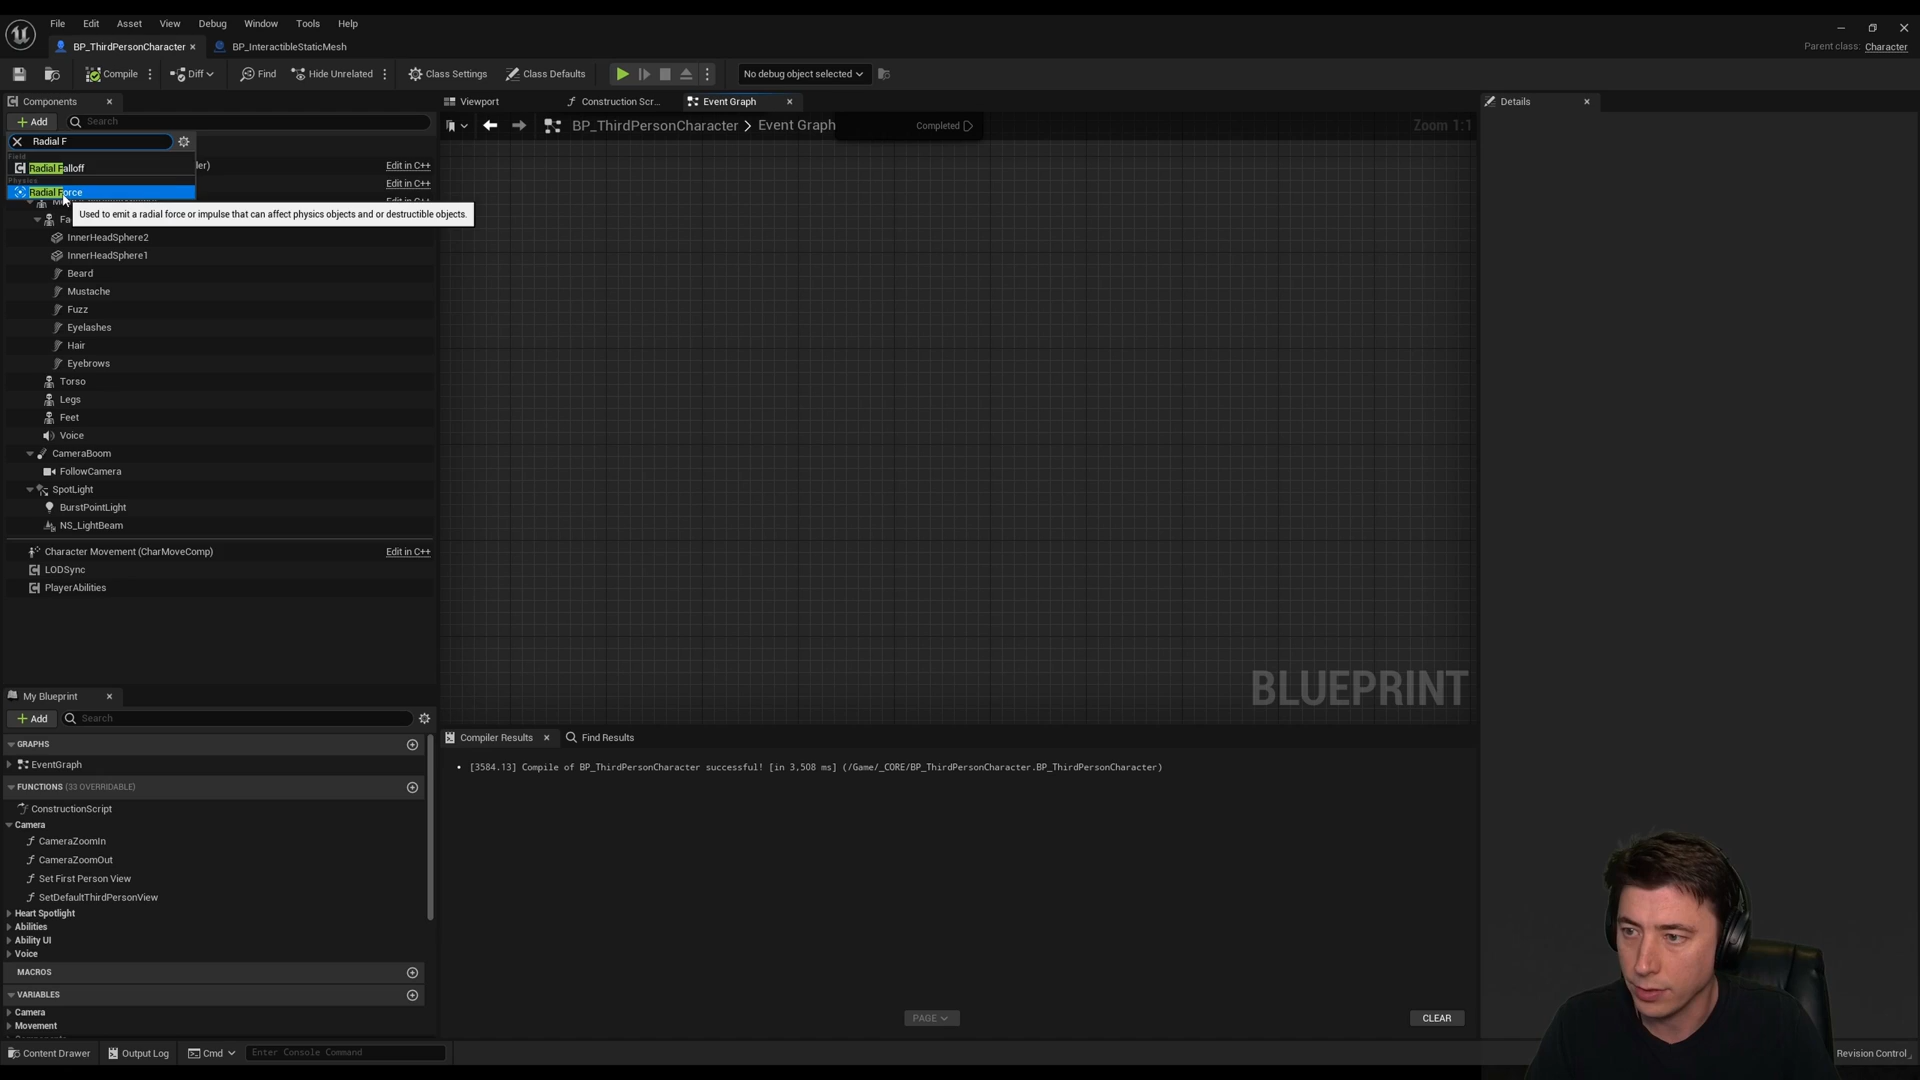 File Edit Asset View Debug Window Tools Help
BP_ThirdPersonCharacter BP_InteractibleStaticMesh
Parent class: Character
Compile Diff Find Hide Unrelated Class Settings Class Defaults No debug object selected
Components
Viewport Construction Scr... Event Graph Details
Add Search
BP_ThirdPersonCharacter > Event Graph Completed Zoom 1:1
Radial F
Field
Radial Falloff
Physics
Radial Force
Used to emit a radial force or impulse that can affect physics objects and or destructible objects.
Edit in C++
Edit in C++
InnerHeadSphere2
InnerHeadSphere1
Beard
Mustache
Fuzz
Eyelashes
Hair
Eyebrows
Torso
Legs
Feet
Voice
CameraBoom
FollowCamera
SpotLight
BurstPointLight
NS_LightBeam
Character Movement (CharMoveComp) Edit in C++
LODSync
PlayerAbilities
BLUEPRINT
My Blueprint
Add Search
GRAPHS
EventGraph
FUNCTIONS (33 OVERRIDABLE)
ConstructionScript
Camera
CameraZoomIn
CameraZoomOut
Set First Person View
SetDefaultThirdPersonView
Heart Spotlight
Abilities
Ability UI
Voice
MACROS
VARIABLES
Camera
Movement
Compiler Results Find Results
[3584.13] Compile of BP_ThirdPersonCharacter successful! [in 3,508 ms] (/Game/_CORE/BP_ThirdPersonCharacter.BP_ThirdPersonCharacter)
PAGE CLEAR
Content Drawer Output Log Cmd Enter Console Command Revision Control